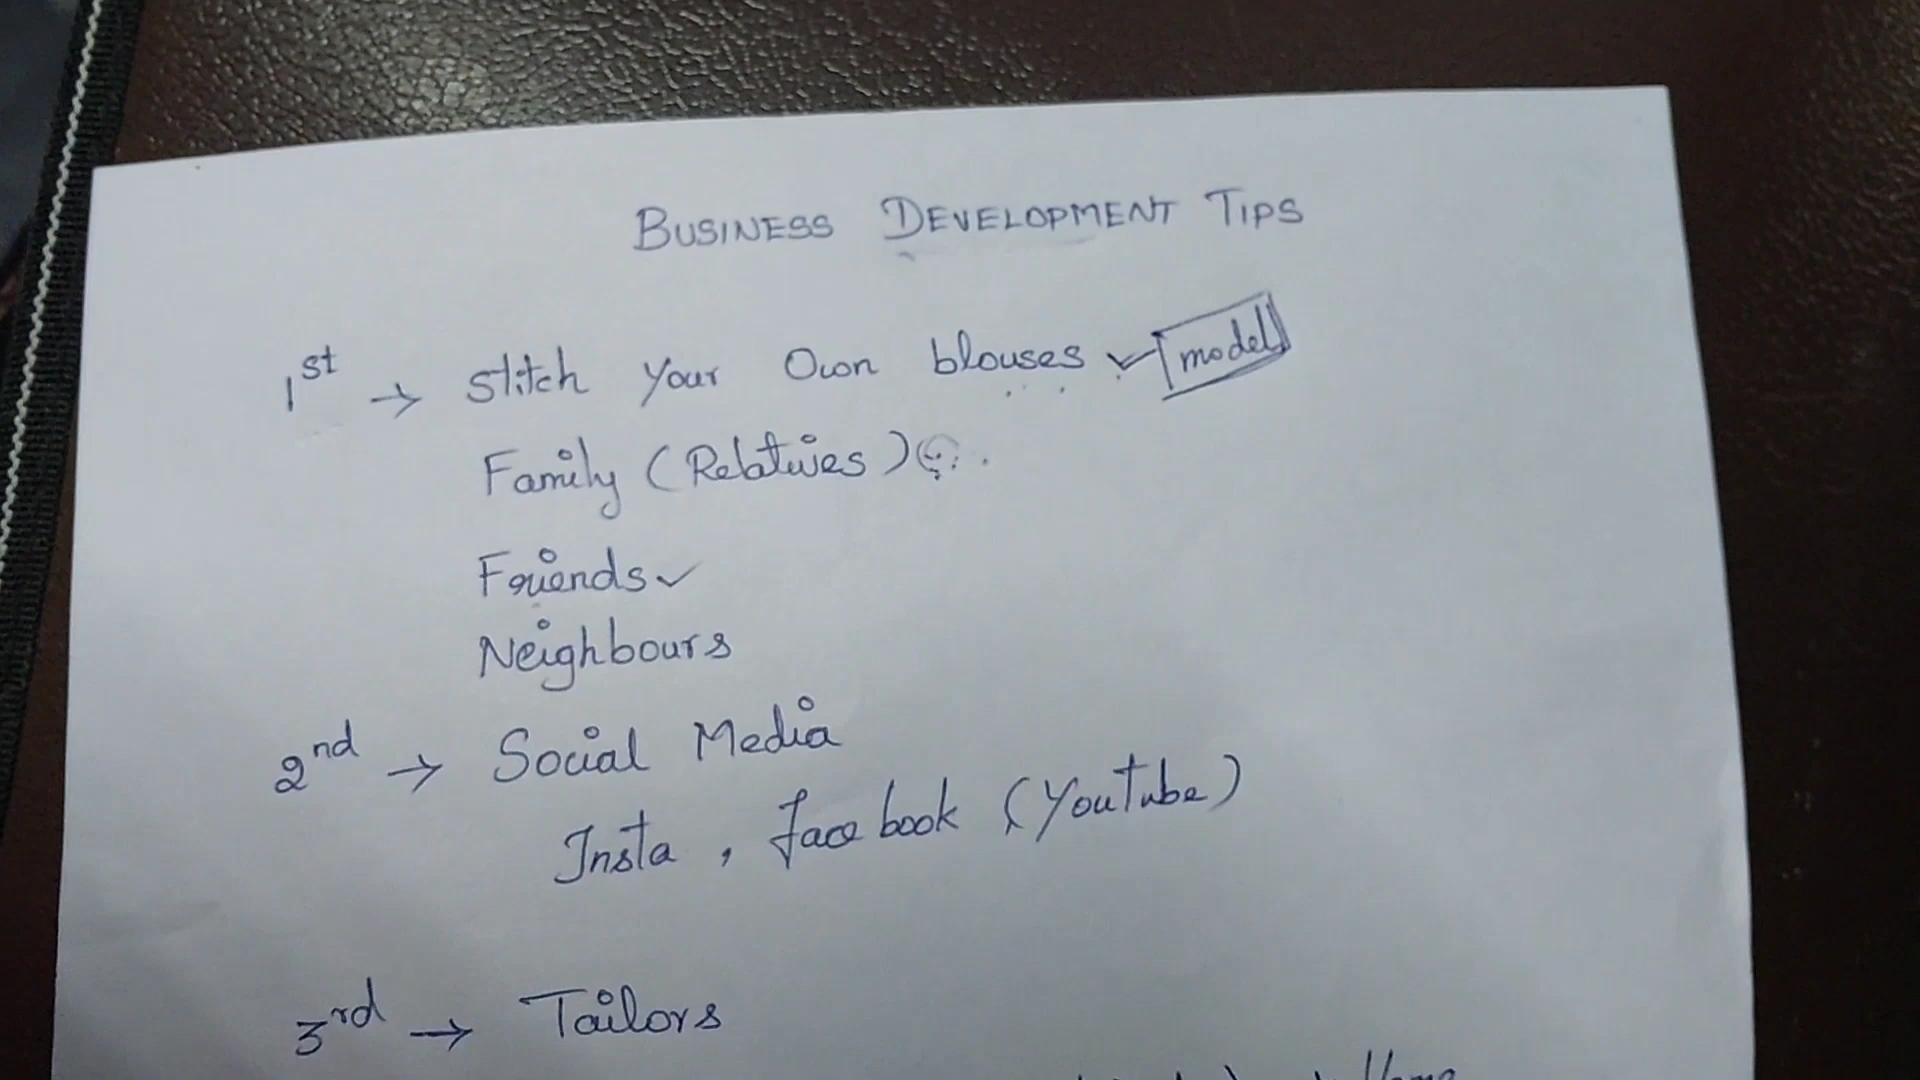 BUSINESS DEVELOPMENT TIPS
1st → Stitch Your Own blouses ✓ model
Family (Relatives)
Friends ✓
Neighbours
2nd → Social Media
Insta, facebook (Youtube)
3rd → Tailors